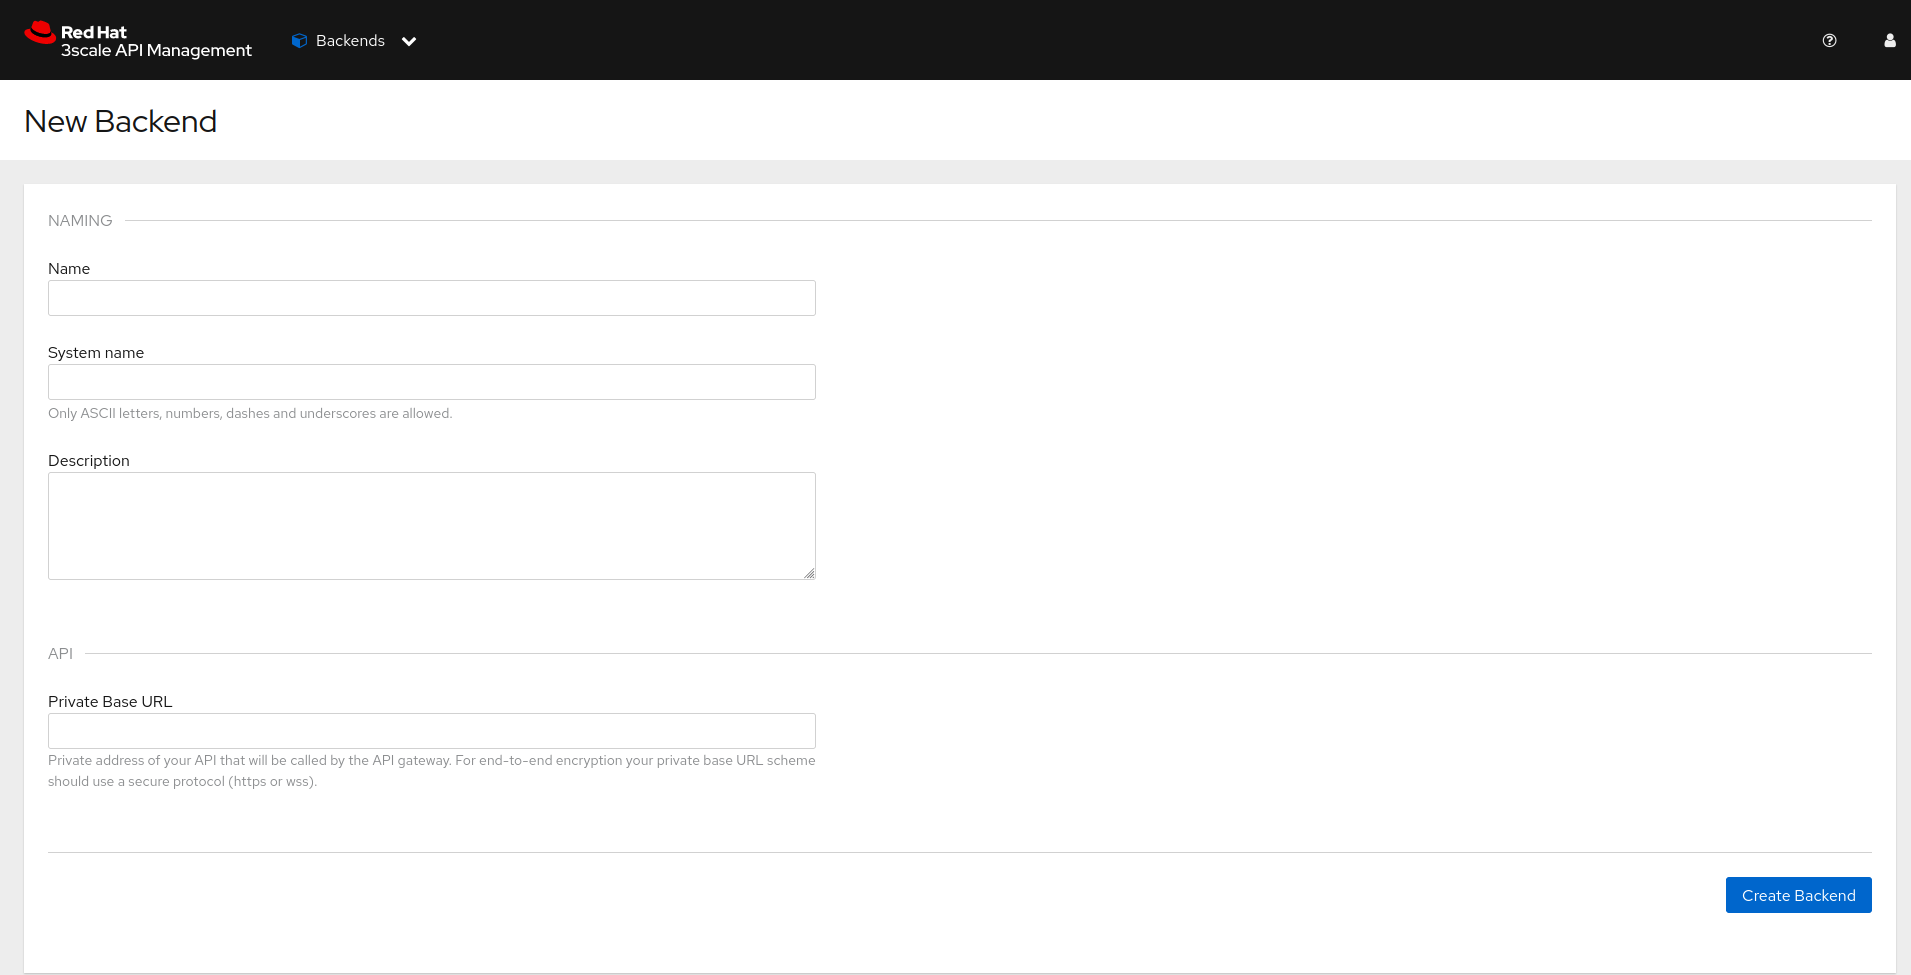 Red Hat
3scale API Management
Backends
New Backend
NAMING
Name
System name
Only ASCII letters, numbers, dashes and underscores are allowed.
Description
API
Private Base URL
Private address of your API that will be called by the API gateway. For end-to-end encryption your private base URL scheme
should use a secure protocol (https or wss).
Create Backend